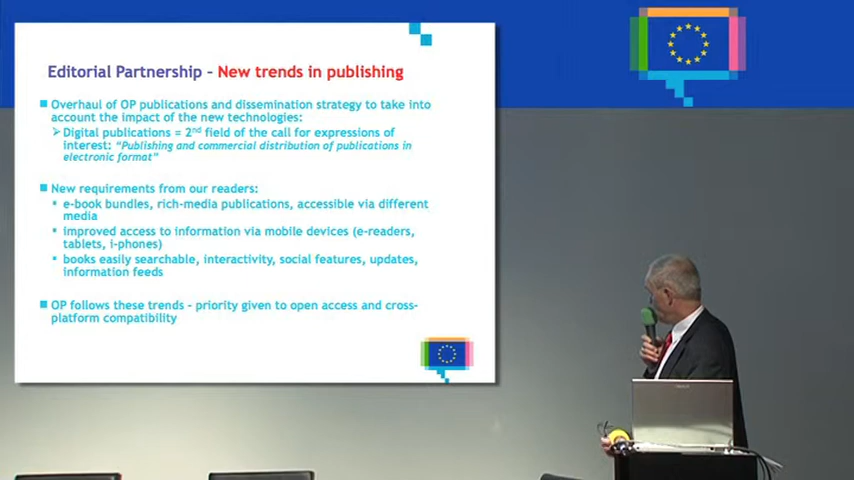 Editorial Partnership – New trends in publishing
Overhaul of OP publications and dissemination strategy to take into
account the impact of the new technologies:
Digital publications = 2nd field of the call for expressions of
interest: "Publishing and commercial distribution of publications in
electronic format"
New requirements from our readers:
e-book bundles, rich-media publications, accessible via different
media
improved access to information via mobile devices (e-readers,
tablets, i-phones)
books easily searchable, interactivity, social features, updates,
information feeds
OP follows these trends – priority given to open access and cross-
platform compatibility